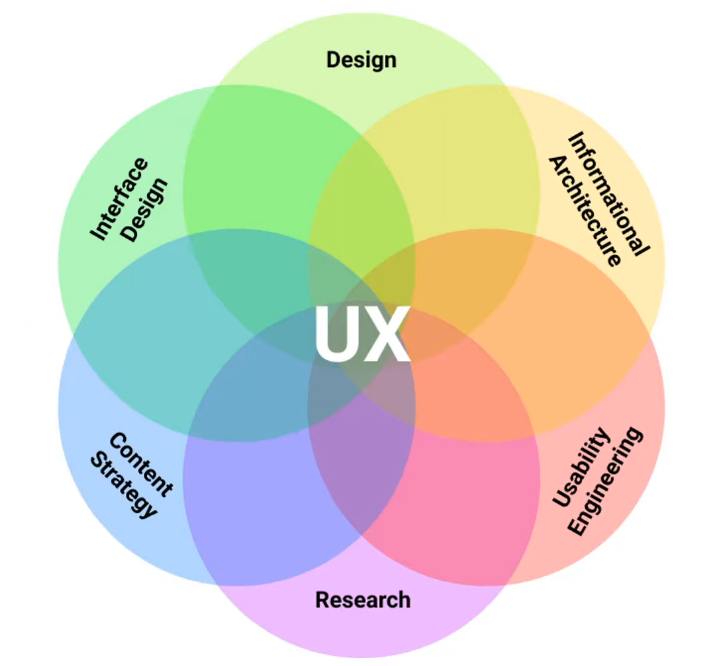 Design
Interface
Design
Informational
Architecture
UX
Content
Strategy
Usability
Engineering
Research